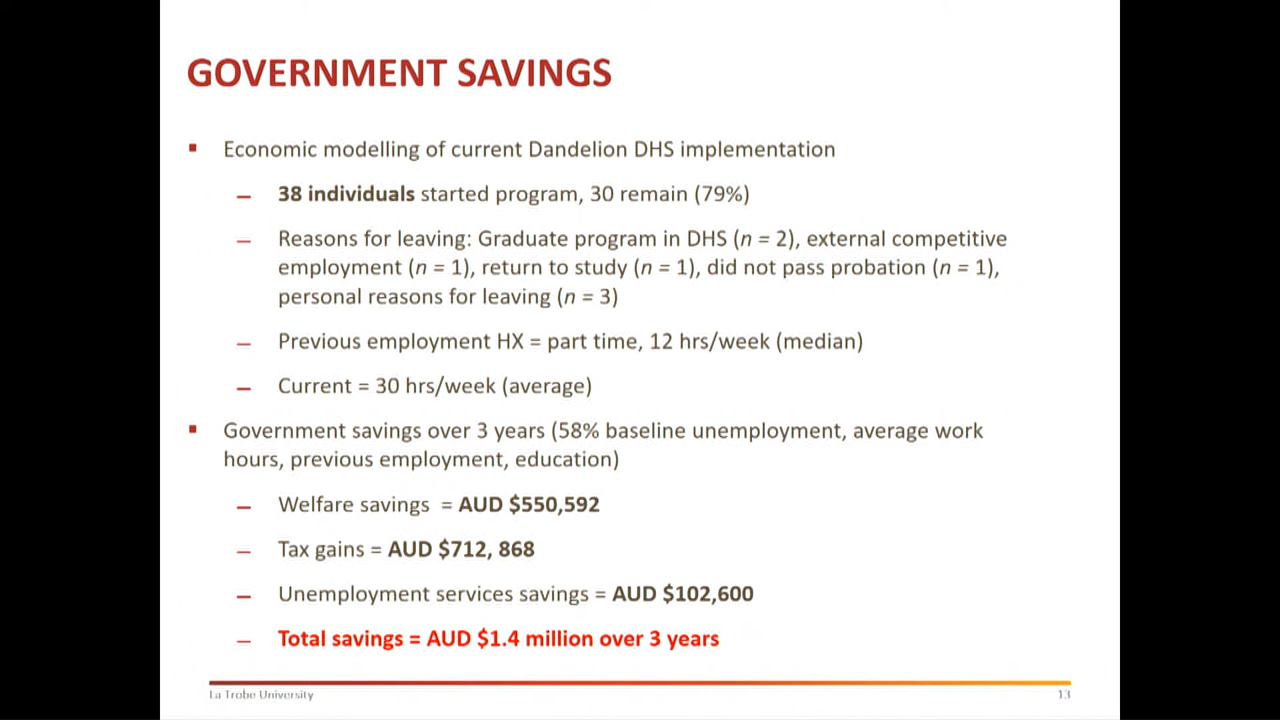 GOVERNMENT SAVINGS
▪ Economic modelling of current Dandelion DHS implementation
– 38 individuals started program, 30 remain (79%)
– Reasons for leaving: Graduate program in DHS (n = 2), external competitive
employment (n = 1), return to study (n = 1), did not pass probation (n = 1),
personal reasons for leaving (n = 3)
– Previous employment HX = part time, 12 hrs/week (median)
– Current = 30 hrs/week (average)
▪ Government savings over 3 years (58% baseline unemployment, average work
hours, previous employment, education)
– Welfare savings = AUD $550,592
– Tax gains = AUD $712, 868
– Unemployment services savings = AUD $102,600
– Total savings = AUD $1.4 million over 3 years
La Trobe University
13